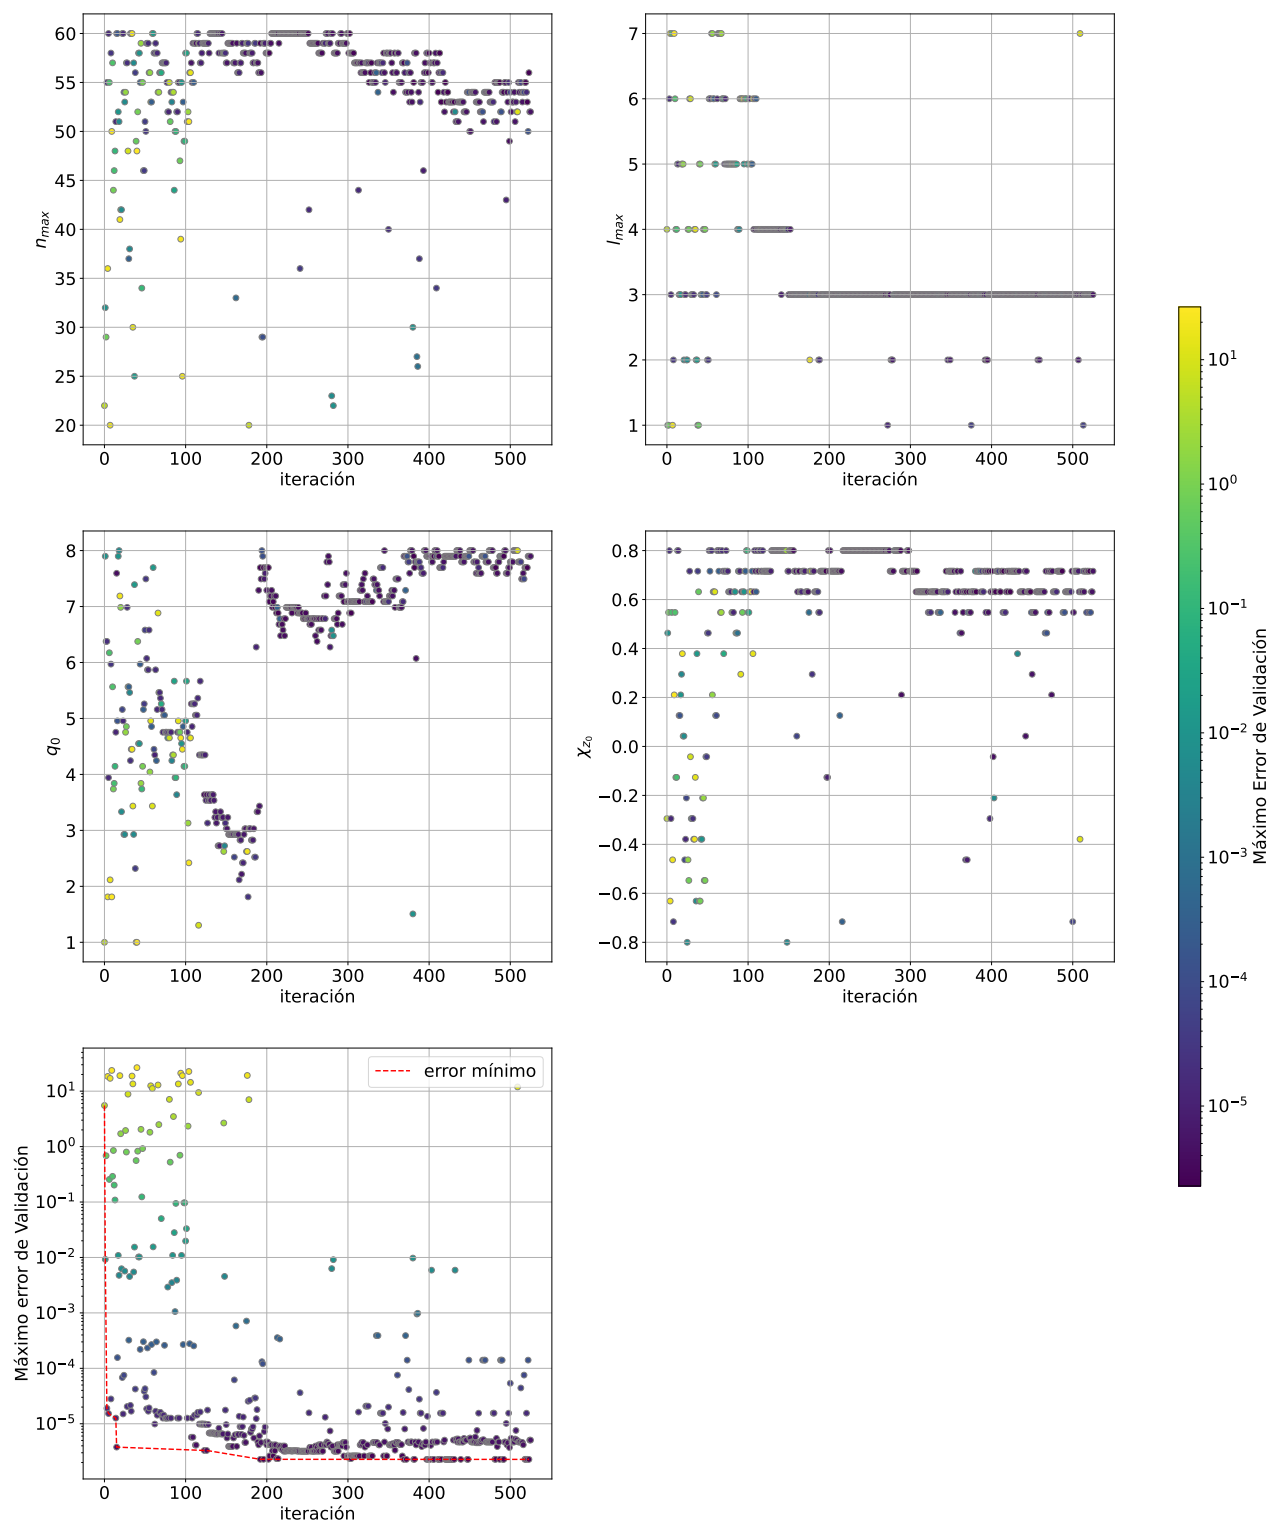 60
55
50
45
40
35
30
25
20
n_max
0 100 200 300 400 500
iteración
7
6
5
4
3
2
1
l_max
0 100 200 300 400 500
iteración
8
7
6
5
4
3
2
1
q_0
0 100 200 300 400 500
iteración
0.8
0.6
0.4
0.2
0.0
−0.2
−0.4
−0.6
−0.8
χ_z_0
0 100 200 300 400 500
iteración
10^1
10^0
10^−1
10^−2
10^−3
10^−4
10^−5
Máximo Error de Validación
error mínimo
10^1
10^0
10^−1
10^−2
10^−3
10^−4
10^−5
Máximo error de Validación
0 100 200 300 400 500
iteración